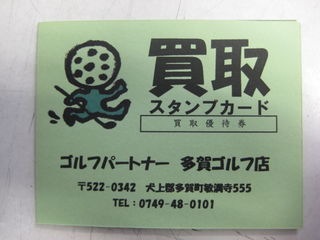 買取
スタンプカード
買取優待券
ゴルフパートナー 多賀ゴルフ店
〒522-0342 犬上郡多賀町敏満寺555
TEL:0749-48-0101